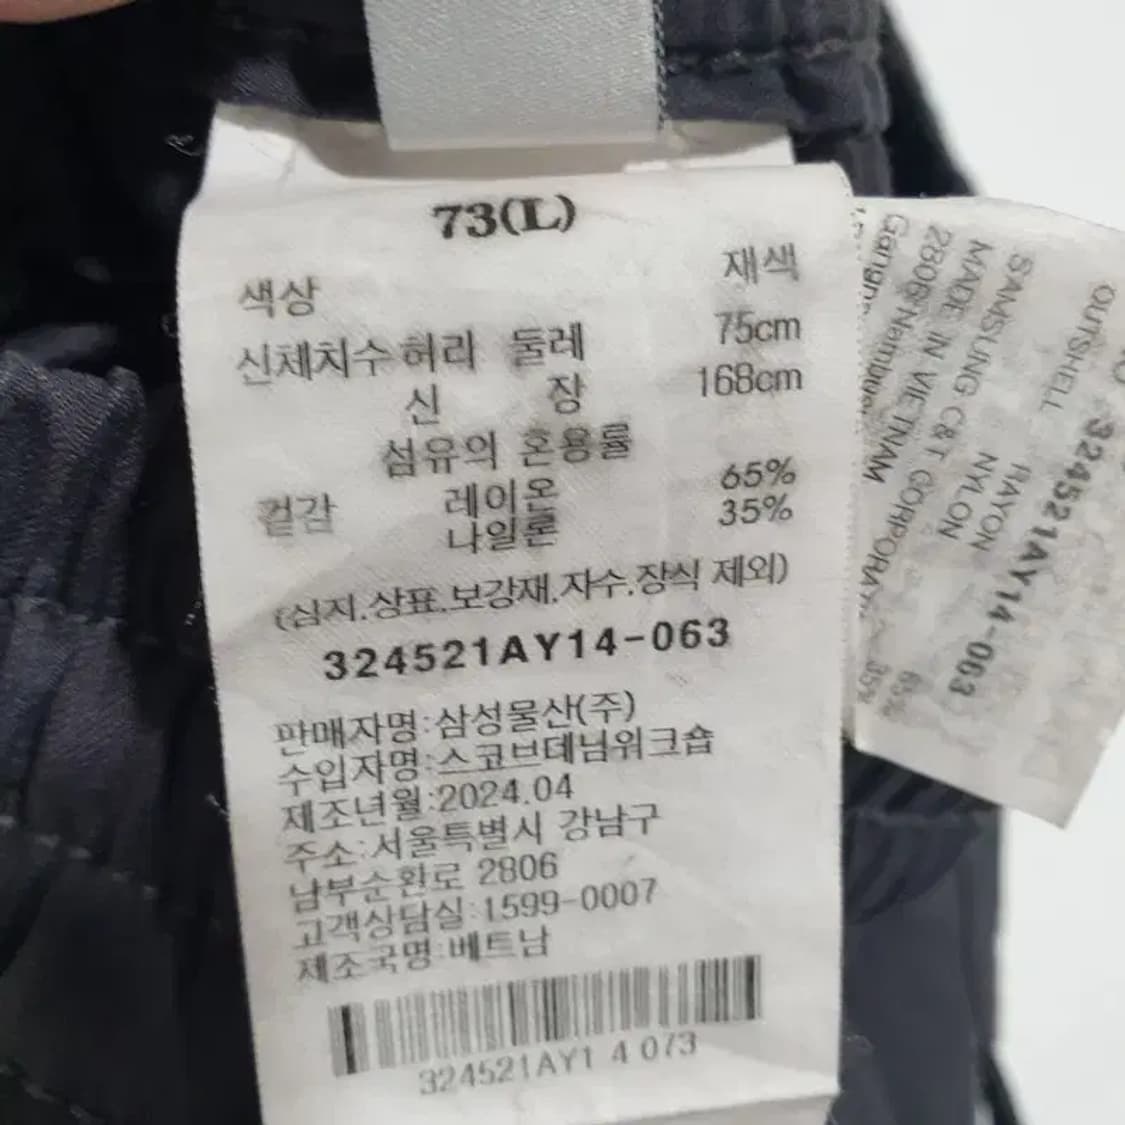 73(L)
색상 재색
신체치수 허리 둘레 75cm
신 장 168cm
섬유의 혼용률
겉감 레이온 65%
나일론 35%
(심지.상표.보강재.자수.장식 제외)
324521AY14-063
판매자명:삼성물산(주)
수입자명:스코브데님워크숍
제조년월:2024.04
주소:서울특별시 강남구
남부순환로 2806
고객상담실:1599-0007
제조국명:베트남
324521AY1 4 073
324521AY14-063
OUTSHELL RAYON 65%
NYLON 35%
SAMSUNG C&T
MADE IN VIETNAM
2806